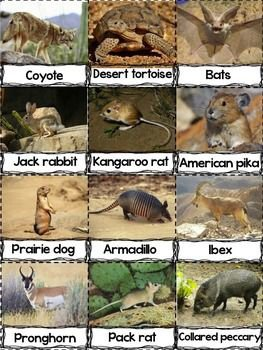 Coyote
Desert tortoise
Bats
Jack rabbit
Kangaroo rat
American pika
Prairie dog
Armadillo
Ibex
Pronghorn
Pack rat
Collared peccary